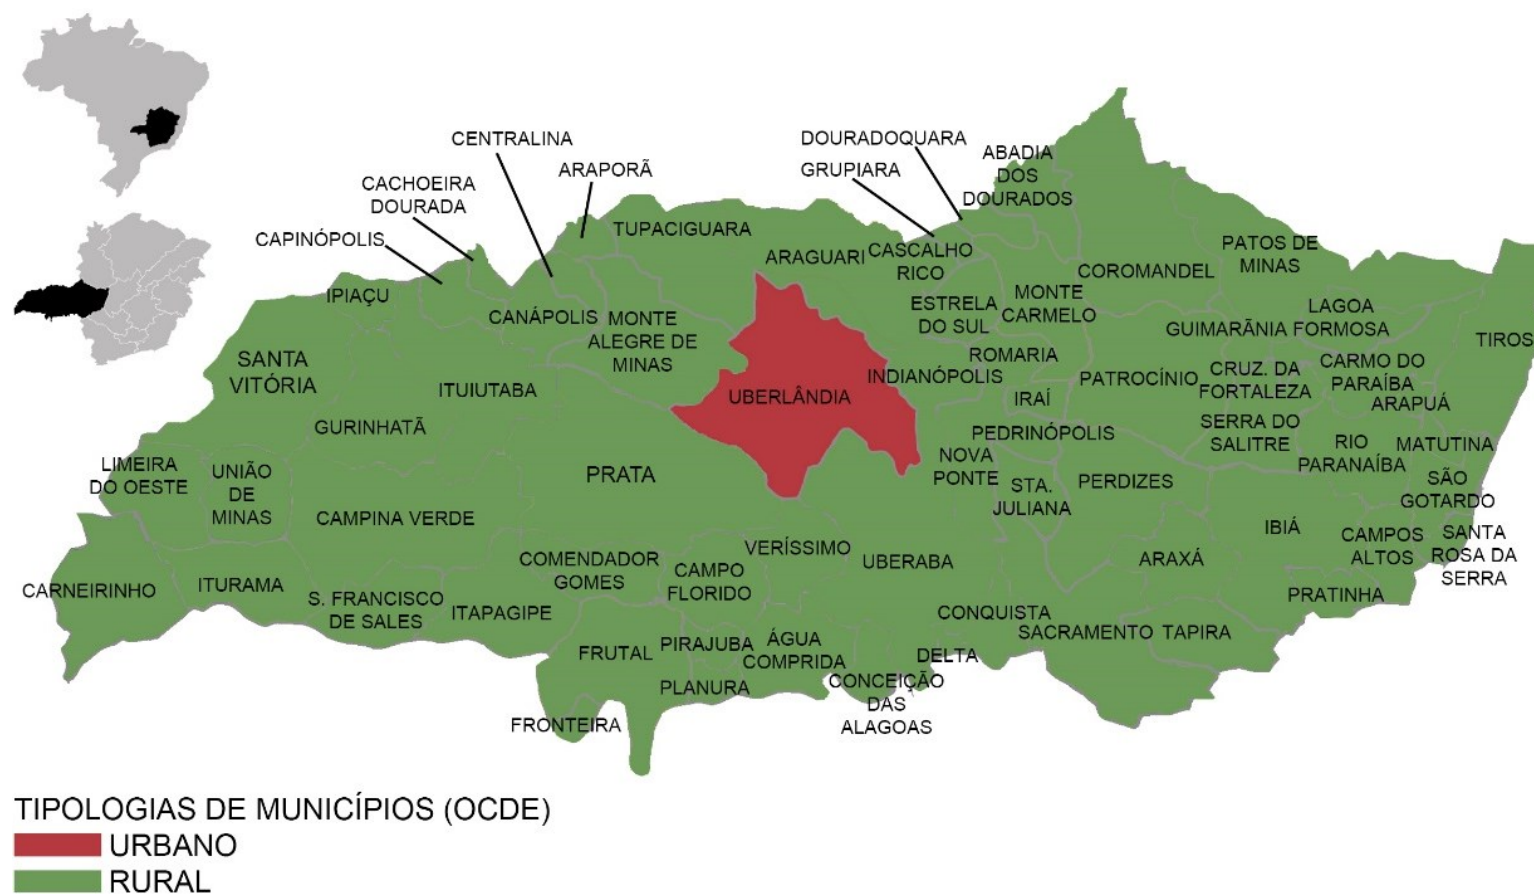 CENTRALINA
DOURADOQUARA
ARAPORÃ
GRUPIARA
ABADIA
DOS
DOURADOS
CACHOEIRA
DOURADA
CAPINÓPOLIS
TUPACIGUARA
ARAGUARI
CASCALHO
RICO
PATOS DE
MINAS
COROMANDEL
IPIAÇU
CANÁPOLIS
MONTE
ALEGRE DE
MINAS
ESTRELA
DO SUL
MONTE
CARMELO
GUIMARÃNIA
LAGOA
FORMOSA
TIROS
SANTA
VITÓRIA
ITUIUTABA
UBERLÂNDIA
INDIANÓPOLIS
ROMARIA
IRAÍ
PATROCÍNIO
CRUZ. DA
FORTALEZA
CARMO DO
PARAÍBA
ARAPUÁ
GURINHATÃ
PEDRINÓPOLIS
SERRA DO
SALITRE
RIO
PARANAÍBA
MATUTINA
LIMEIRA
DO OESTE
UNIÃO
DE
MINAS
PRATA
NOVA
PONTE
STA.
JULIANA
PERDIZES
SÃO
GOTARDO
CAMPINA VERDE
IBIÁ
CAMPOS
ALTOS
SANTA
ROSA DA
SERRA
CARNEIRINHO
ITURAMA
S. FRANCISCO
DE SALES
ITAPAGIPE
COMENDADOR
GOMES
CAMPO
FLORIDO
VERÍSSIMO
UBERABA
ARAXÁ
PRATINHA
CONQUISTA
SACRAMENTO
TAPIRA
FRUTAL
PIRAJUBA
ÁGUA
COMPRIDA
DELTA
PLANURA
CONCEIÇÃO
DAS
ALAGOAS
FRONTEIRA
TIPOLOGIAS DE MUNICÍPIOS (OCDE)
URBANO
RURAL